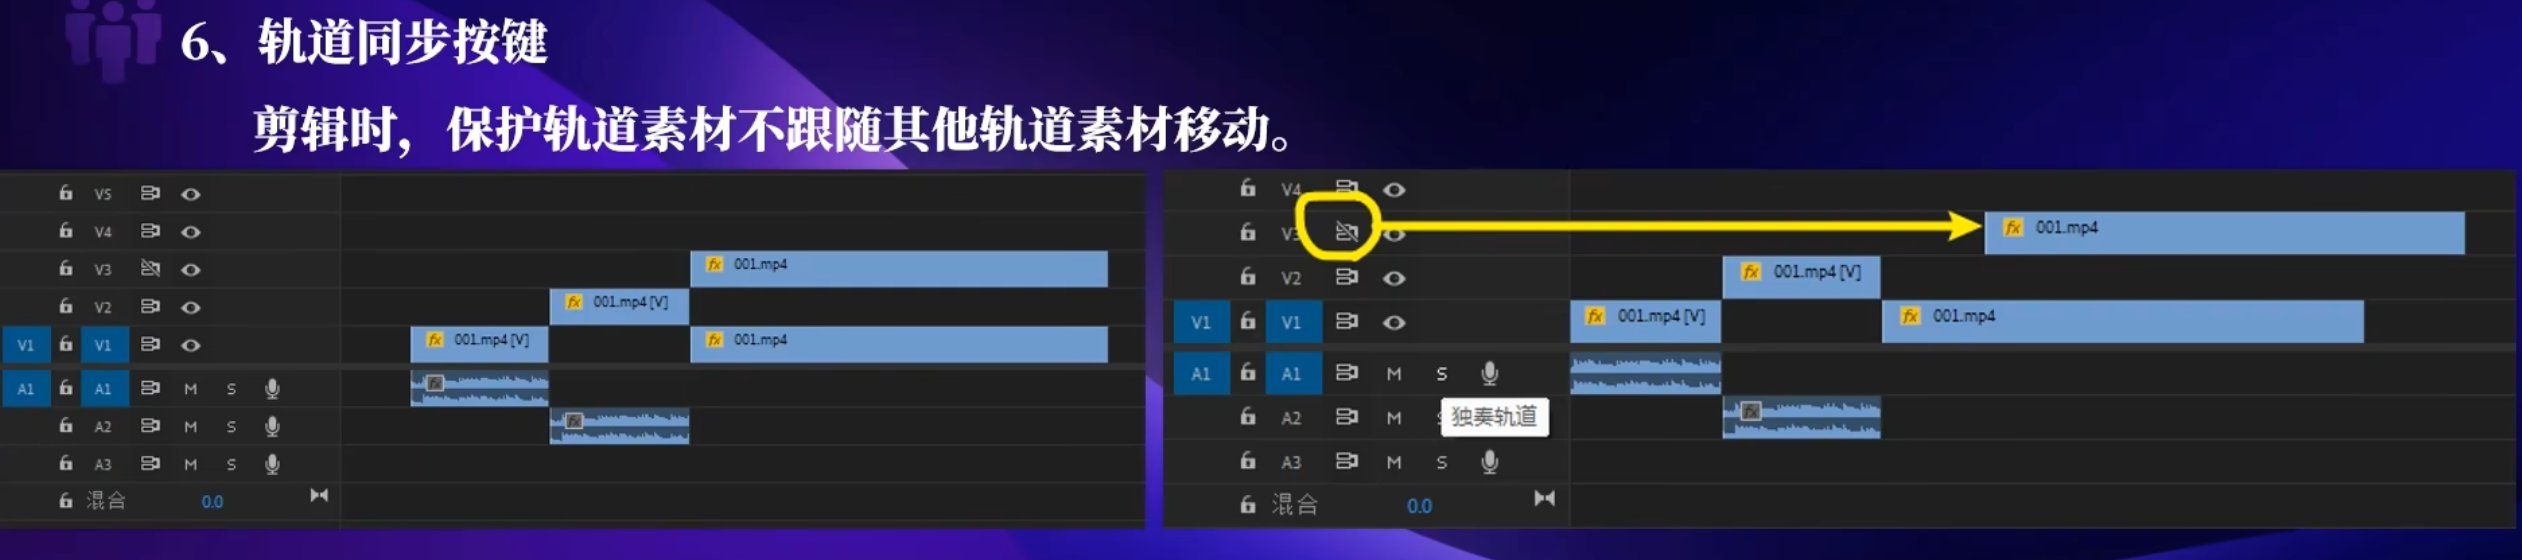 6、轨道同步按键
剪辑时，保护轨道素材不跟随其他轨道素材移动。
V5
V4
V3 fx 001.mp4
V2 fx 001.mp4 [V]
V1 V1 fx 001.mp4 [V] fx 001.mp4
A1 A1 M S fx
A2 M S fx
A3 M S
混合 0.0
V4
V3 fx 001.mp4
V2 fx 001.mp4 [V]
V1 V1 fx 001.mp4 [V] fx 001.mp4
A1 A1 M S
A2 M 独奏轨道 fx
A3 M S
混合 0.0